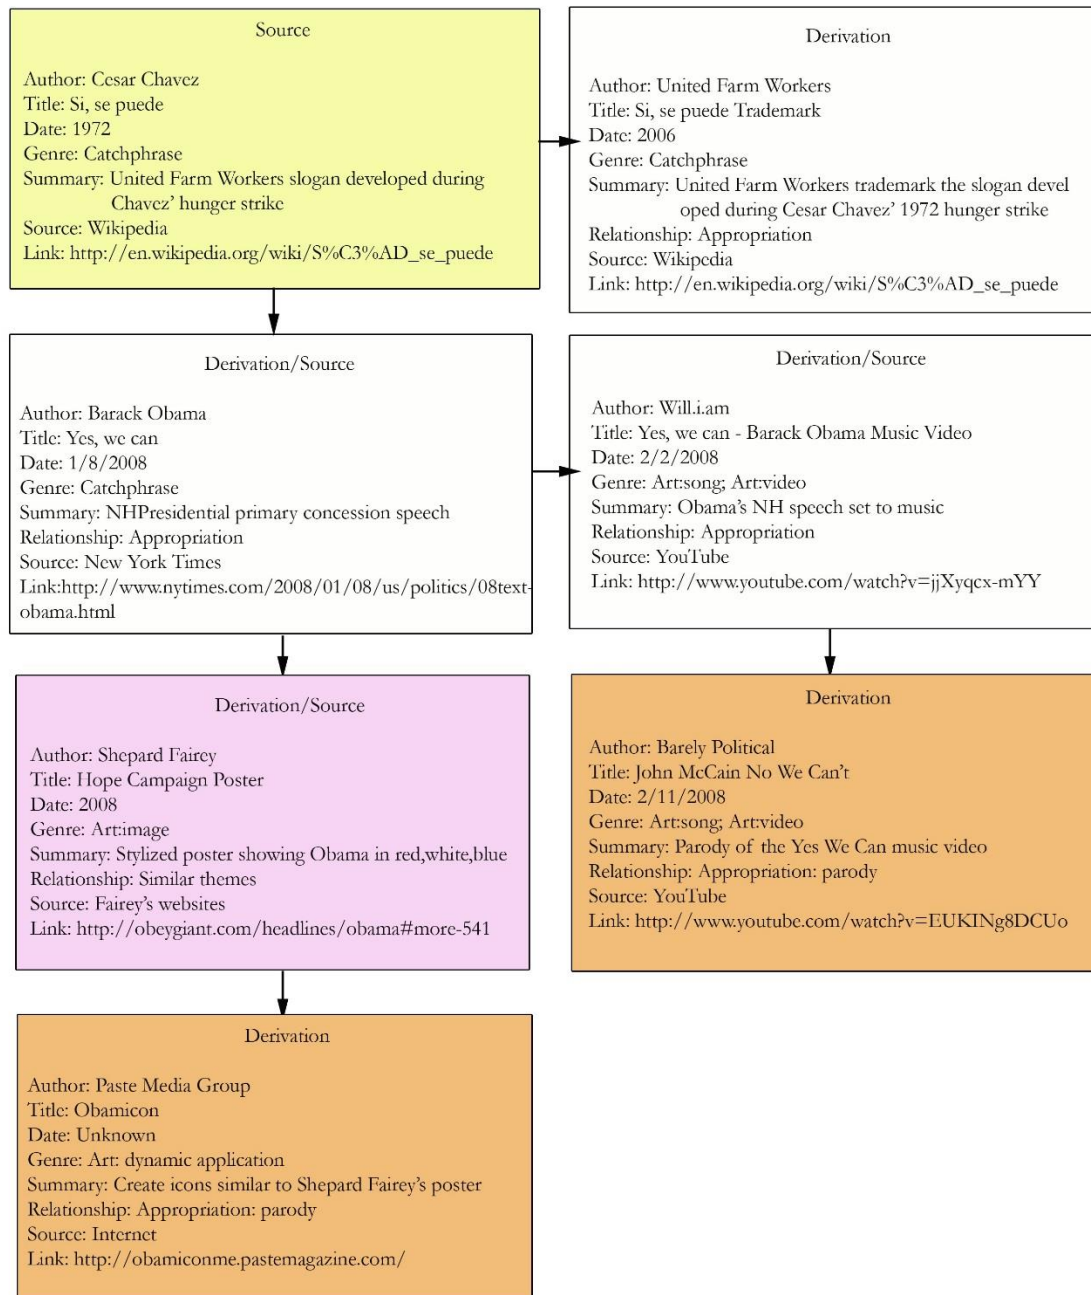 Source
Author: Cesar Chavez
Title: Si, se puede
Date: 1972
Genre: Catchphrase
Summary: United Farm Workers slogan developed during
Chavez' hunger strike
Source: Wikipedia
Link: http://en.wikipedia.org/wiki/S%C3%AD_se_puede
Derivation
Author: United Farm Workers
Title: Si, se puede Trademark
Date: 2006
Genre: Catchphrase
Summary: United Farm Workers trademark the slogan devel
oped during Cesar Chavez' 1972 hunger strike
Relationship: Appropriation
Source: Wikipedia
Link: http://en.wikipedia.org/wiki/S%C3%AD_se_puede
Derivation/Source
Author: Barack Obama
Title: Yes, we can
Date: 1/8/2008
Genre: Catchphrase
Summary: NHPresidential primary concession speech
Relationship: Appropriation
Source: New York Times
Link:http://www.nytimes.com/2008/01/08/us/politics/08text-
obama.html
Derivation/Source
Author: Will.i.am
Title: Yes, we can - Barack Obama Music Video
Date: 2/2/2008
Genre: Art:song; Art:video
Summary: Obama's NH speech set to music
Relationship: Appropriation
Source: YouTube
Link: http://www.youtube.com/watch?v=jjXyqcx-mYY
Derivation/Source
Author: Shepard Fairey
Title: Hope Campaign Poster
Date: 2008
Genre: Art:image
Summary: Stylized poster showing Obama in red,white,blue
Relationship: Similar themes
Source: Fairey's websites
Link: http://obeygiant.com/headlines/obama#more-541
Derivation
Author: Barely Political
Title: John McCain No We Can't
Date: 2/11/2008
Genre: Art:song; Art:video
Summary: Parody of the Yes We Can music video
Relationship: Appropriation: parody
Source: YouTube
Link: http://www.youtube.com/watch?v=EUKINg8DCUo
Derivation
Author: Paste Media Group
Title: Obamicon
Date: Unknown
Genre: Art: dynamic application
Summary: Create icons similar to Shepard Fairey's poster
Relationship: Appropriation: parody
Source: Internet
Link: http://obamiconme.pastemagazine.com/